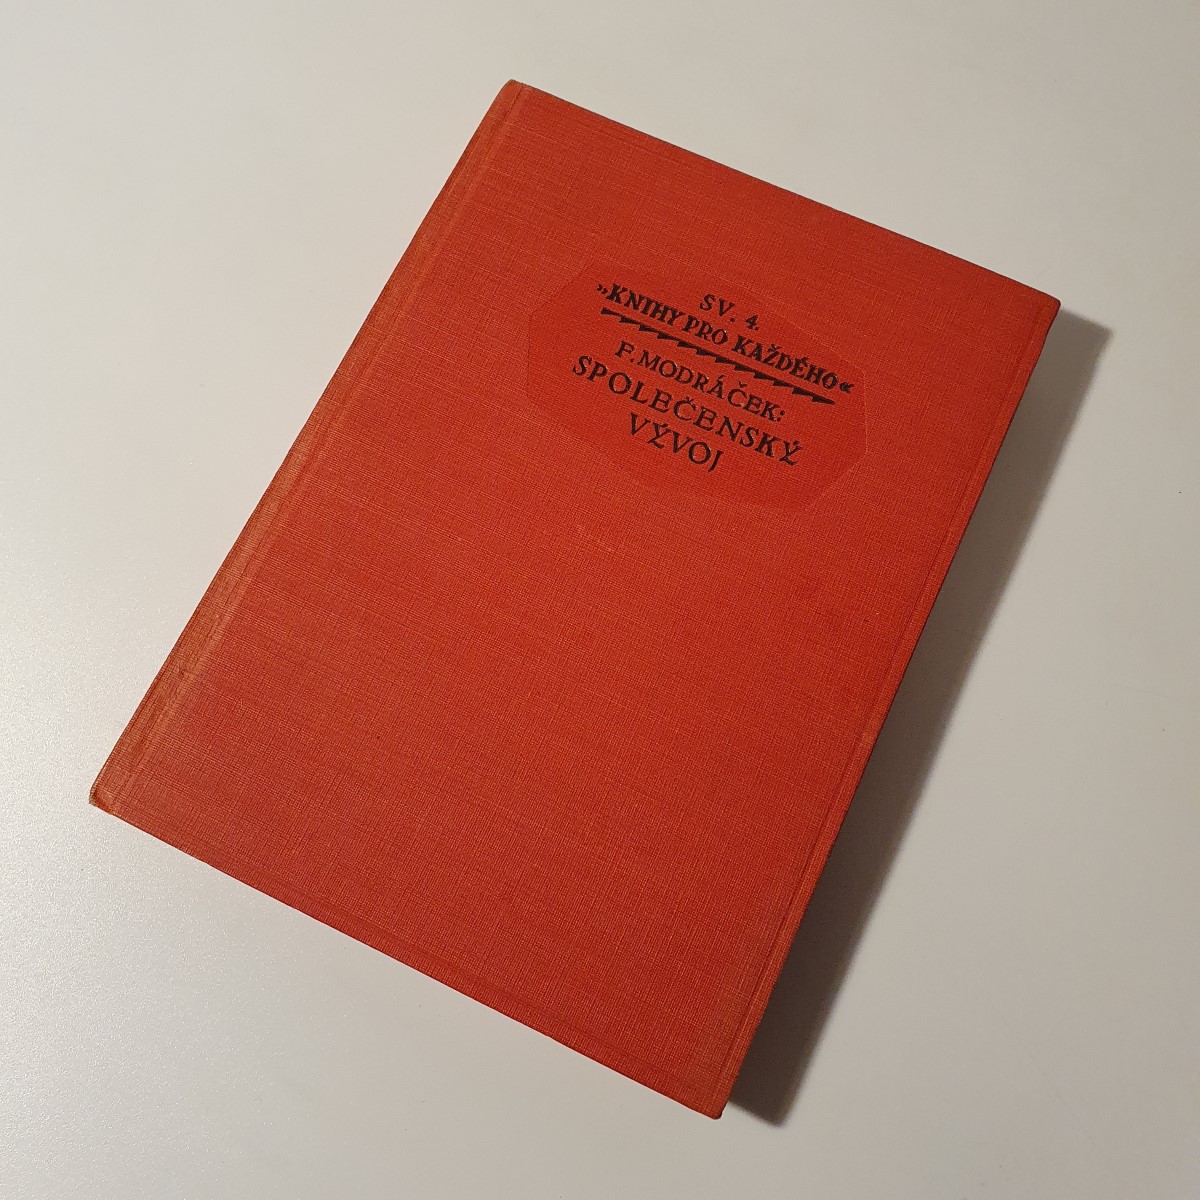 SV. 4.
„KNIHY PRO KAŽDÉHO“
F. MODRÁČEK:
SPOLEČENSKÝ
VÝVOJ